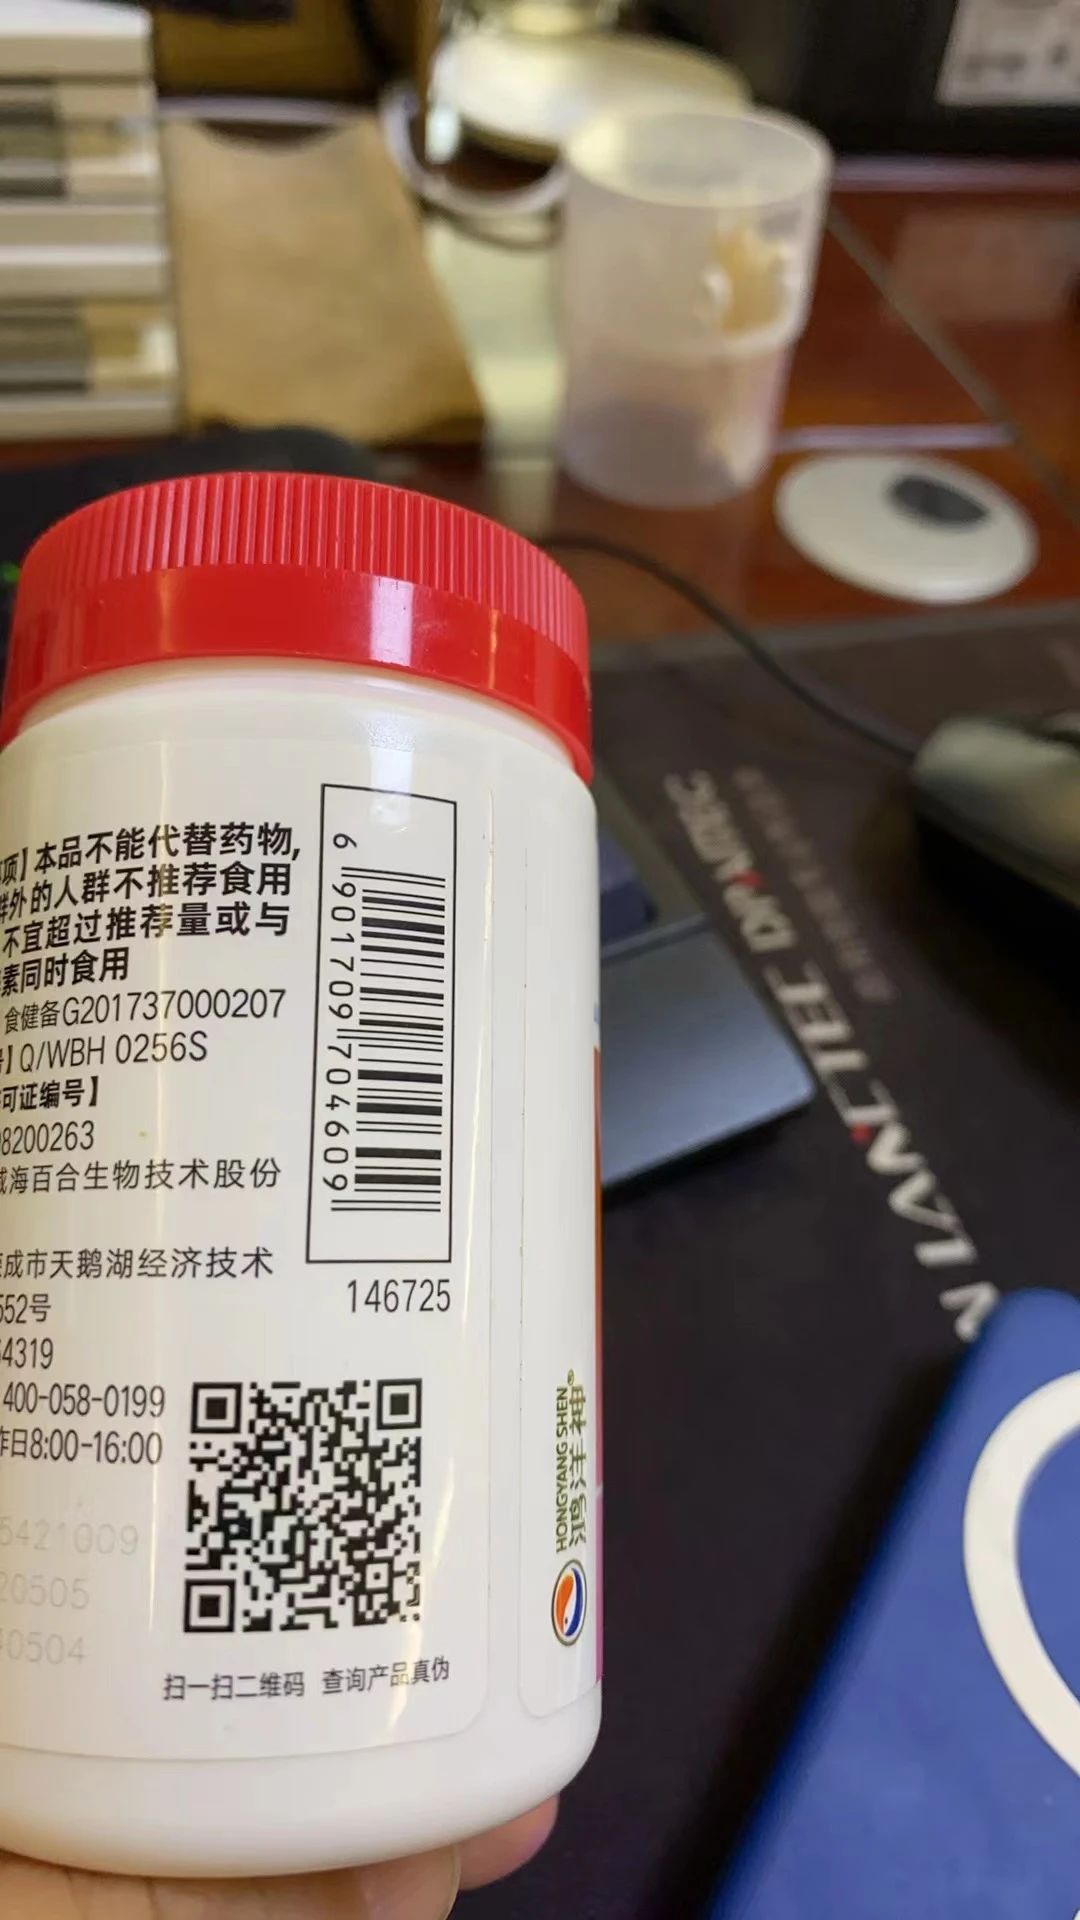 项】本品不能代替药物,
群外的人群不推荐食用
不宜超过推荐量或与
素同时食用
食健备G201737000207
】Q/WBH 0256S
可证编号】
8200263
威海百合生物技术股份
成市天鹅湖经济技术
552号
4319
400-058-0199
作日8:00-16:00
5421009
20505
0504
6 901709 704609
146725
扫一扫二维码 查询产品真伪
HONGYANG SHEN®
鸿洋神